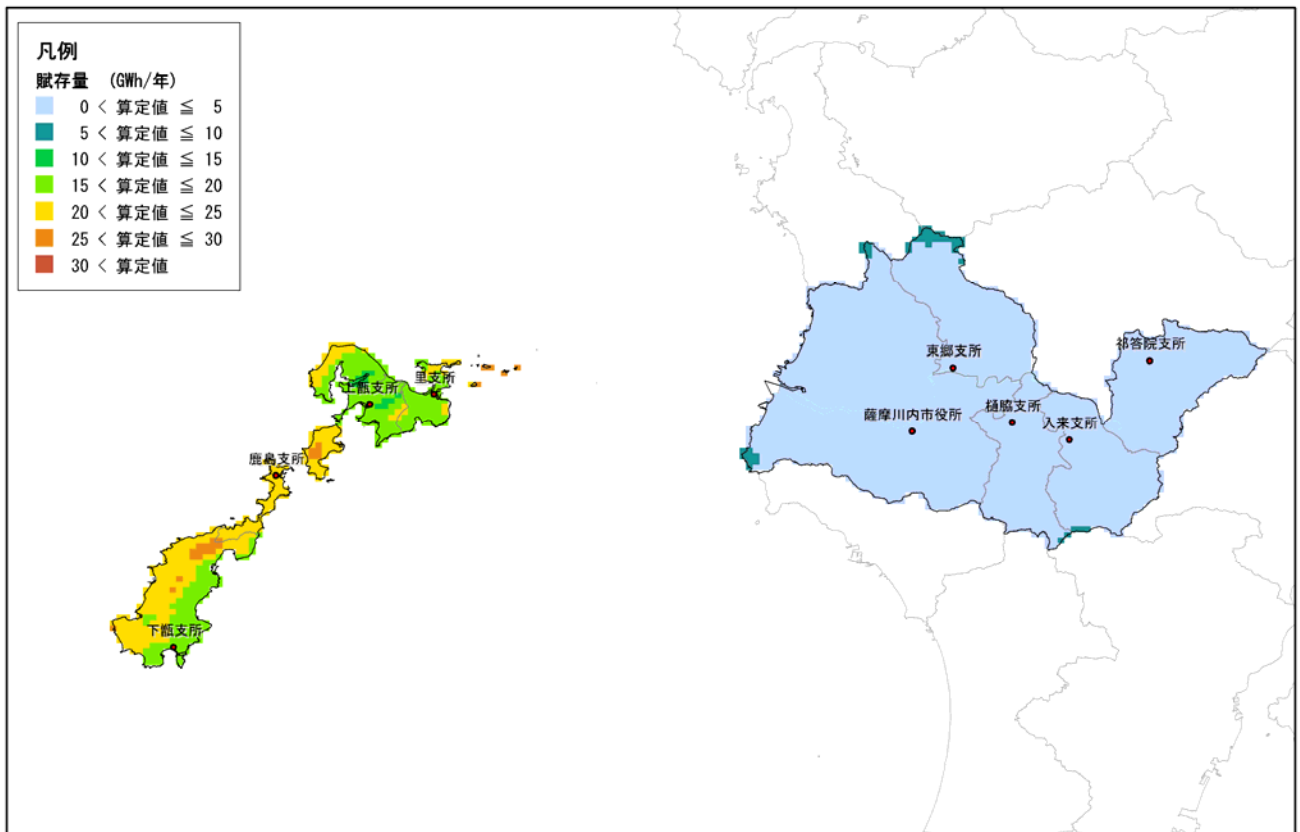 凡例
賦存量 (GWh/年)
0 < 算定値 ≦ 5
5 < 算定値 ≦ 10
10 < 算定値 ≦ 15
15 < 算定値 ≦ 20
20 < 算定値 ≦ 25
25 < 算定値 ≦ 30
30 < 算定値
祁答院支所
東郷支所
里支所
上甑支所
樋脇支所
薩摩川内市役所
入来支所
鹿島支所
下甑支所